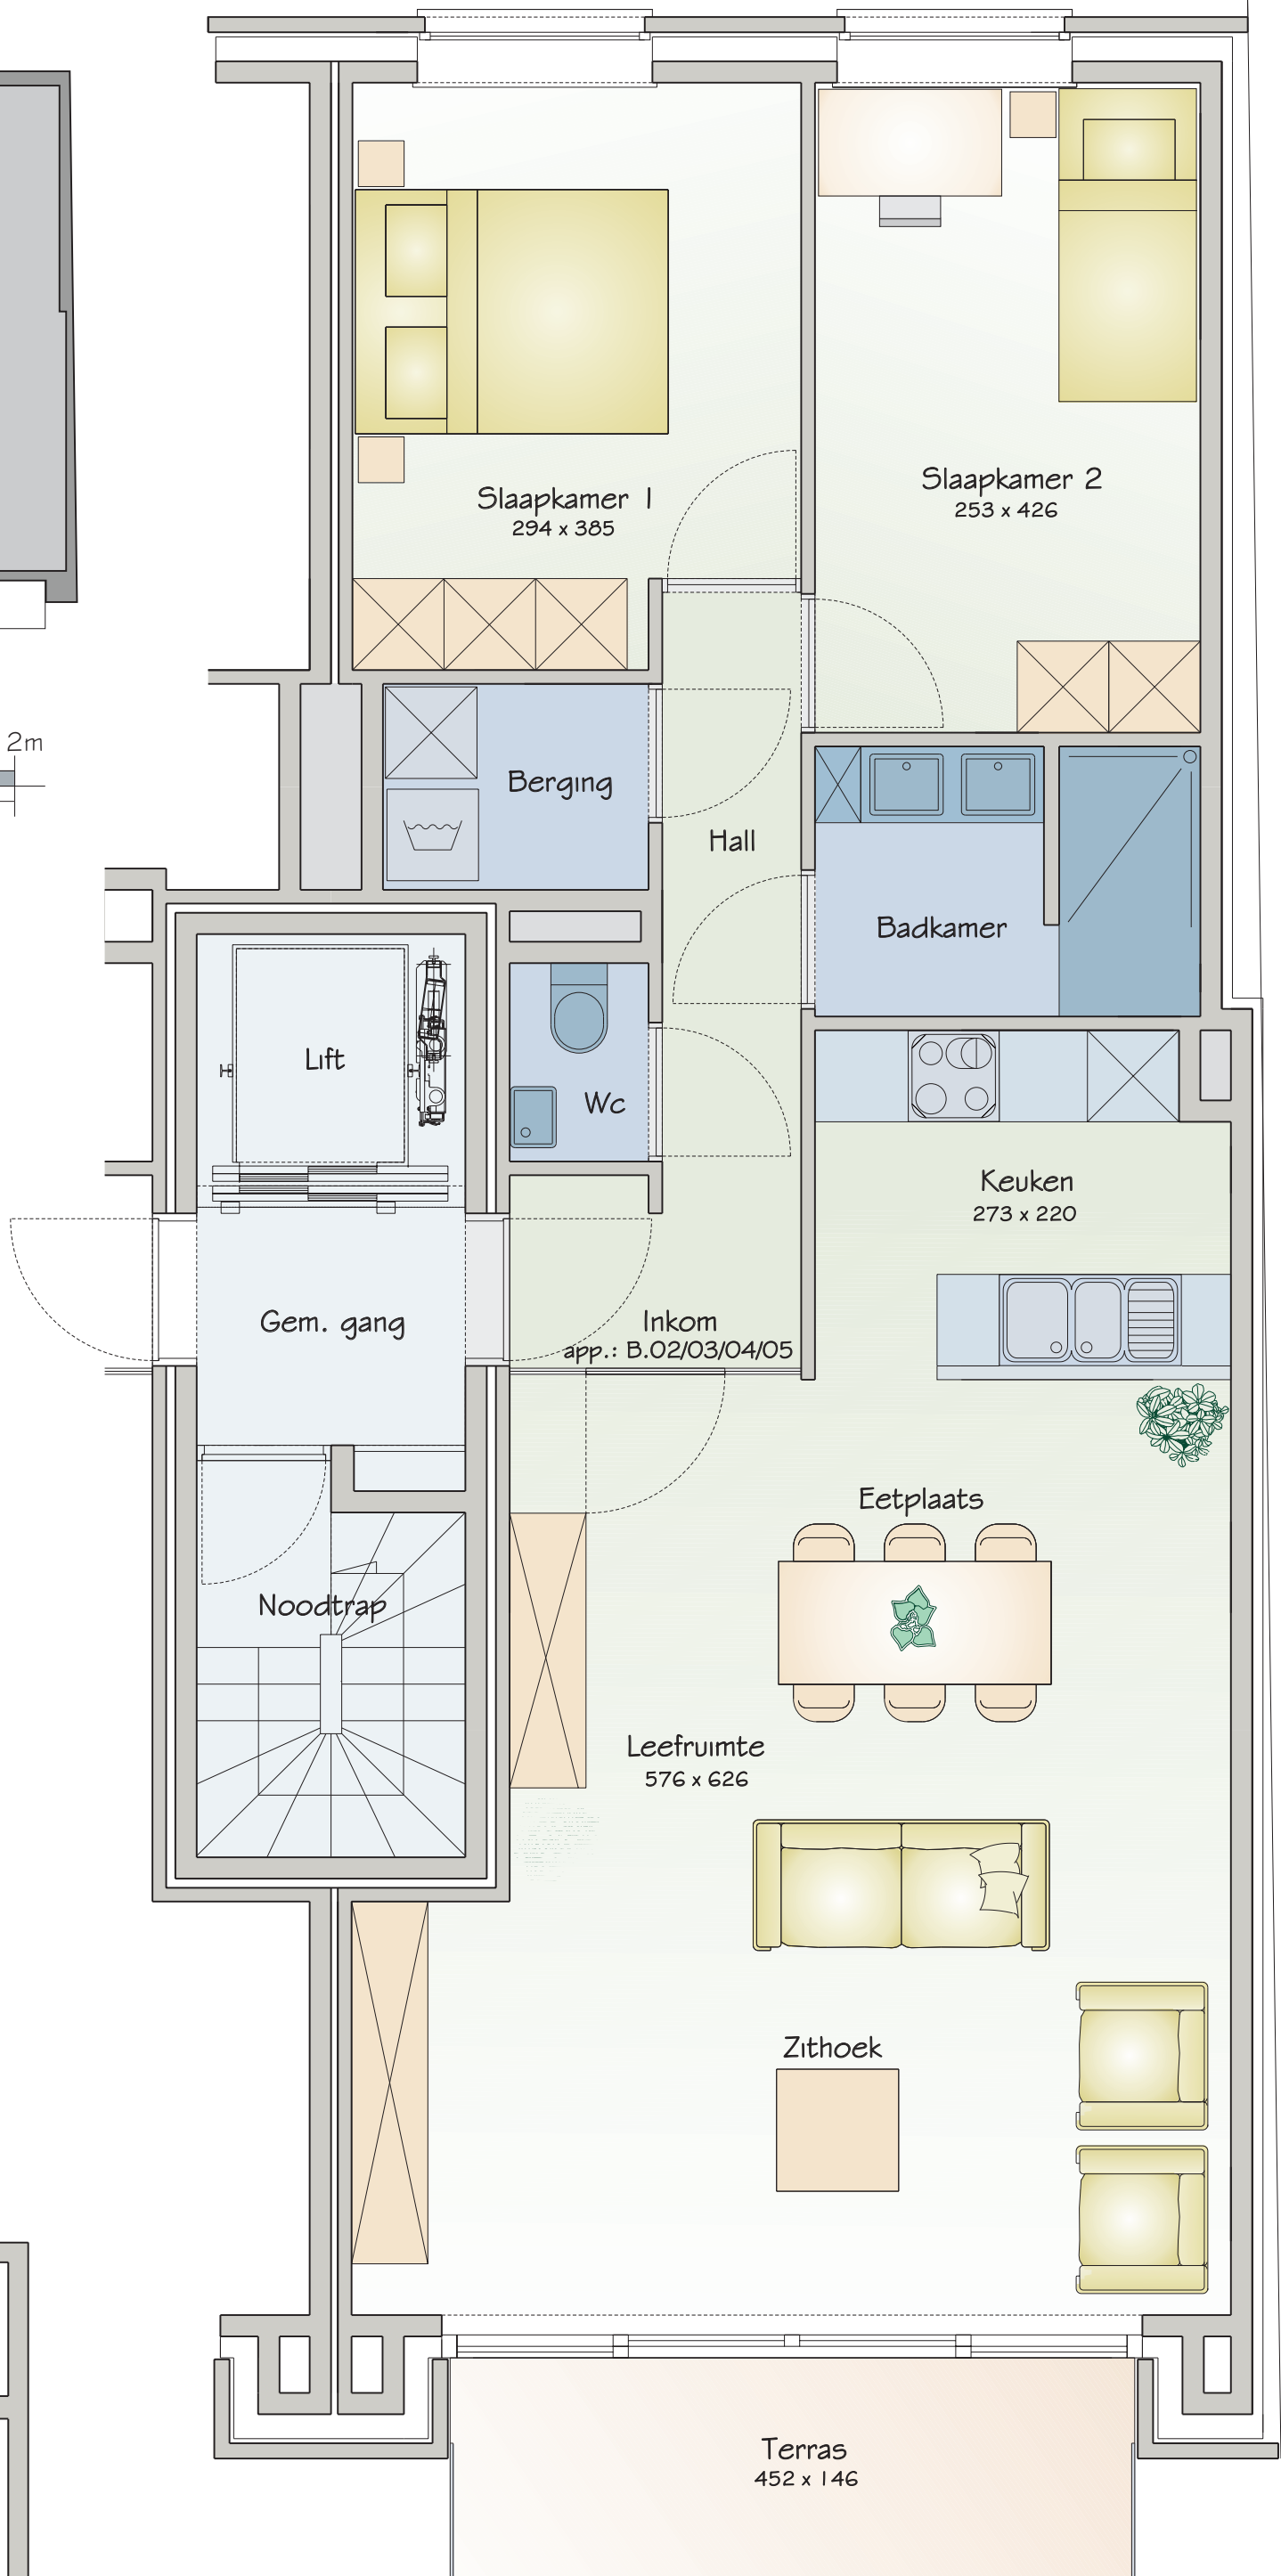 Slaapkamer 1
294 x 385
Slaapkamer 2
253 x 426
2m
Berging
Hall
Badkamer
Lift
Wc
Keuken
273 x 220
Gem. gang
Inkom
app.: B.02/03/04/05
Eetplaats
Noodtrap
Leefruimte
576 x 626
Zithoek
Terras
452 x 146